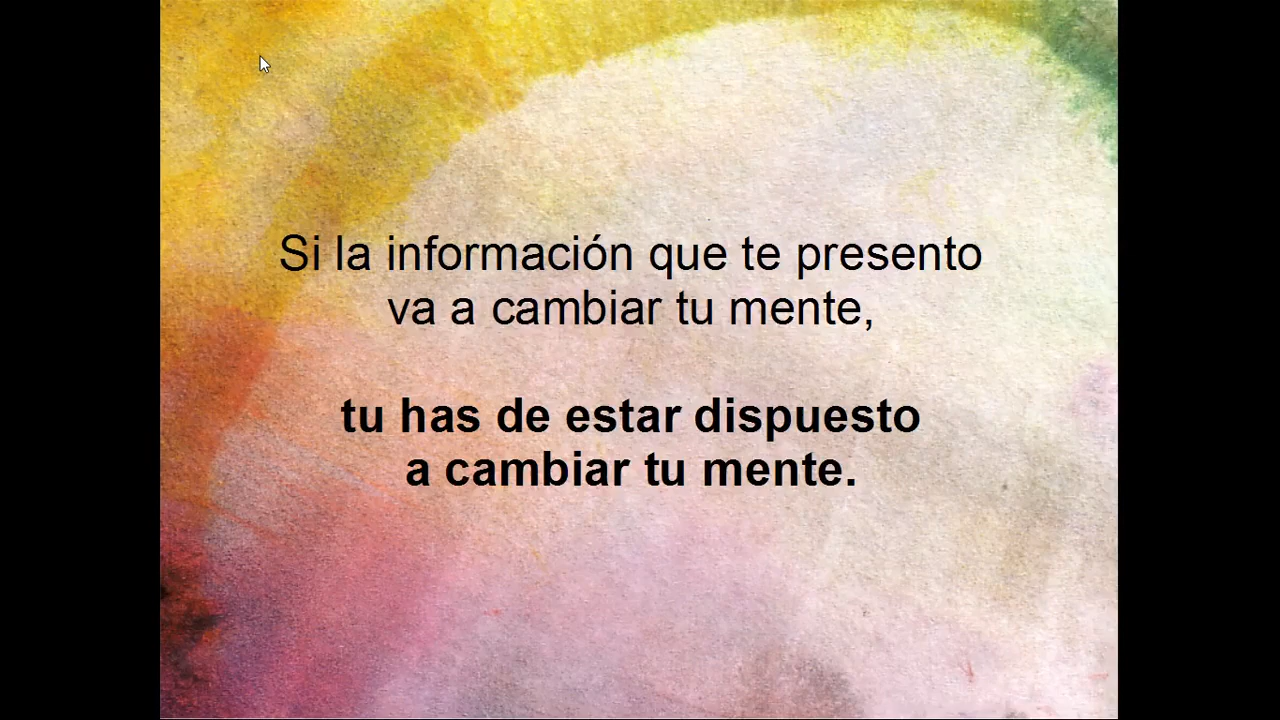 Si la información que te presento
va a cambiar tu mente,
tu has de estar dispuesto
a cambiar tu mente.